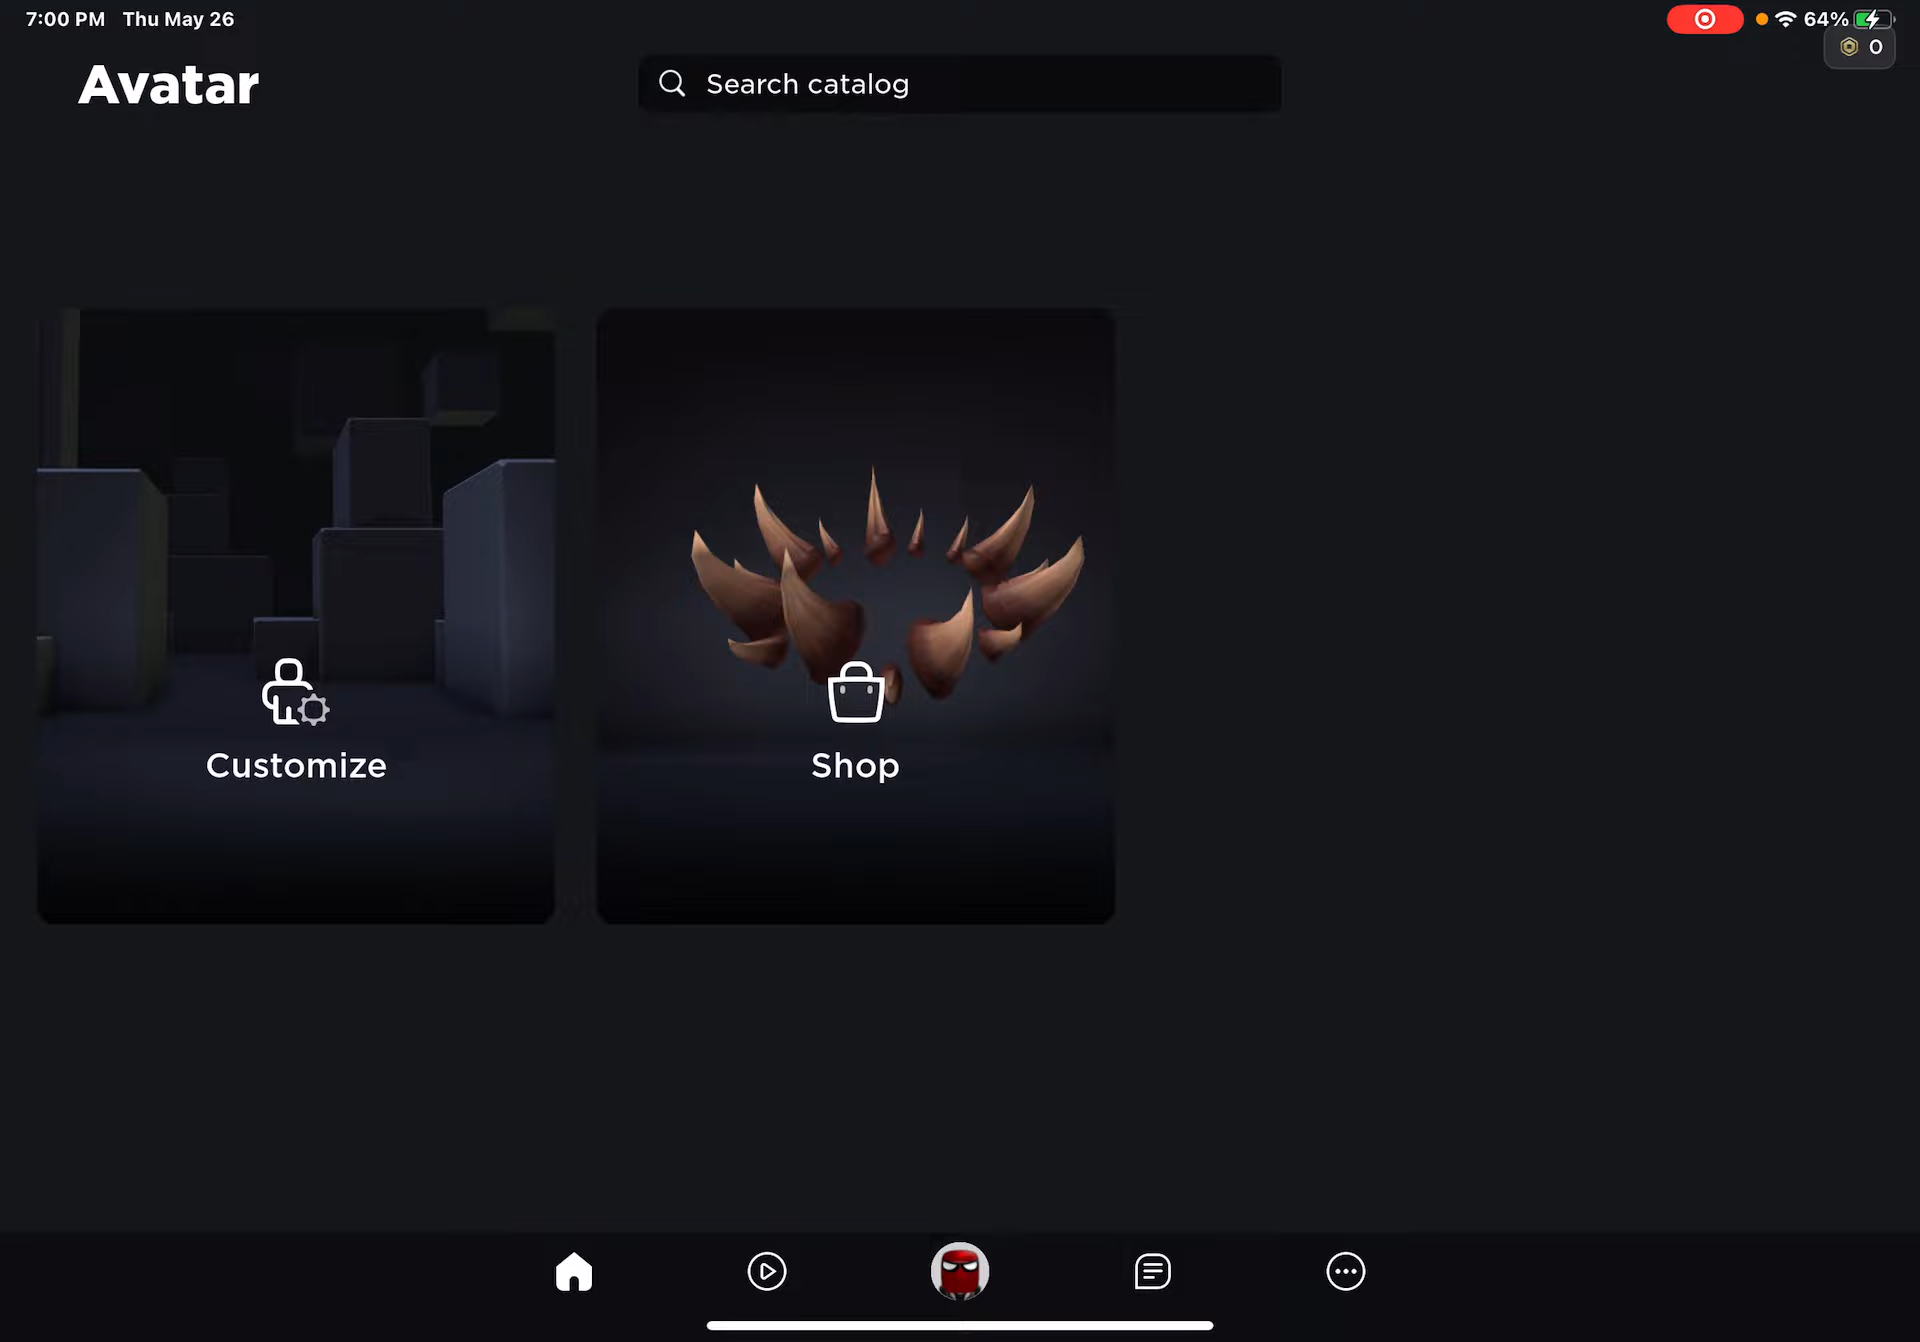 7:00 PM Thu May 26
64%
0
Avatar
Search catalog
Customize
Shop